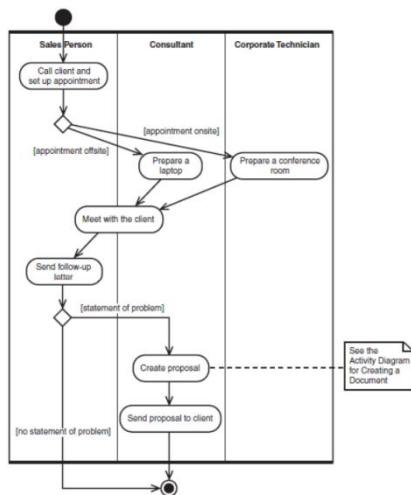 Sales Person
Consultant
Corporate Technician
Call client and
set up appointment
[appointment onsite]
[appointment offsite]
Prepare a
laptop
Prepare a conference
room
Meet with the client
Send follow-up
letter
[statement of problem]
Create proposal
See the
Activity Diagram
for Creating a
Document
Send proposal to client
[no statement of problem]